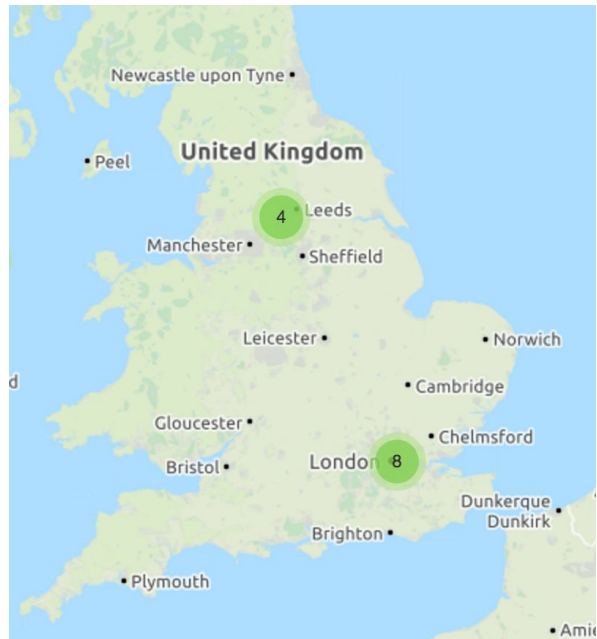 Newcastle upon Tyne
Peel
United Kingdom
4
Leeds
Manchester
Sheffield
Leicester
Norwich
d
Cambridge
Gloucester
Chelmsford
London
8
Bristol
Dunkerque
Dunkirk
Brighton
Plymouth
Amie